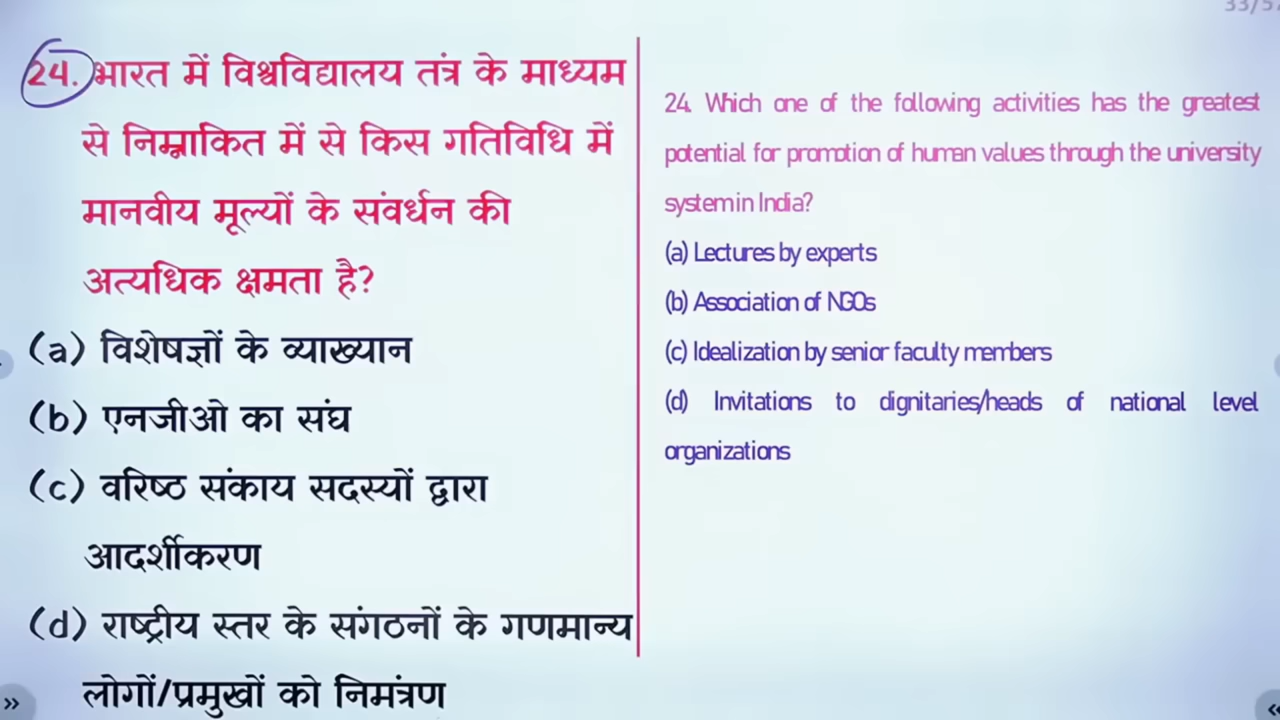 33/57
24. भारत में विश्वविद्यालय तंत्र के माध्यम
से निम्नाकित में से किस गतिविधि में
मानवीय मूल्यों के संवर्धन की
अत्यधिक क्षमता है?
(a) विशेषज्ञों के व्याख्यान
(b) एनजीओ का संघ
(c) वरिष्ठ संकाय सदस्यों द्वारा
आदर्शीकरण
(d) राष्ट्रीय स्तर के संगठनों के गणमान्य
लोगों/प्रमुखों को निमंत्रण
24. Which one of the following activities has the greatest
potential for promotion of human values through the university
system in India?
(a) Lectures by experts
(b) Association of NGOs
(c) Idealization by senior faculty members
(d) Invitations to dignitaries/heads of national level
organizations